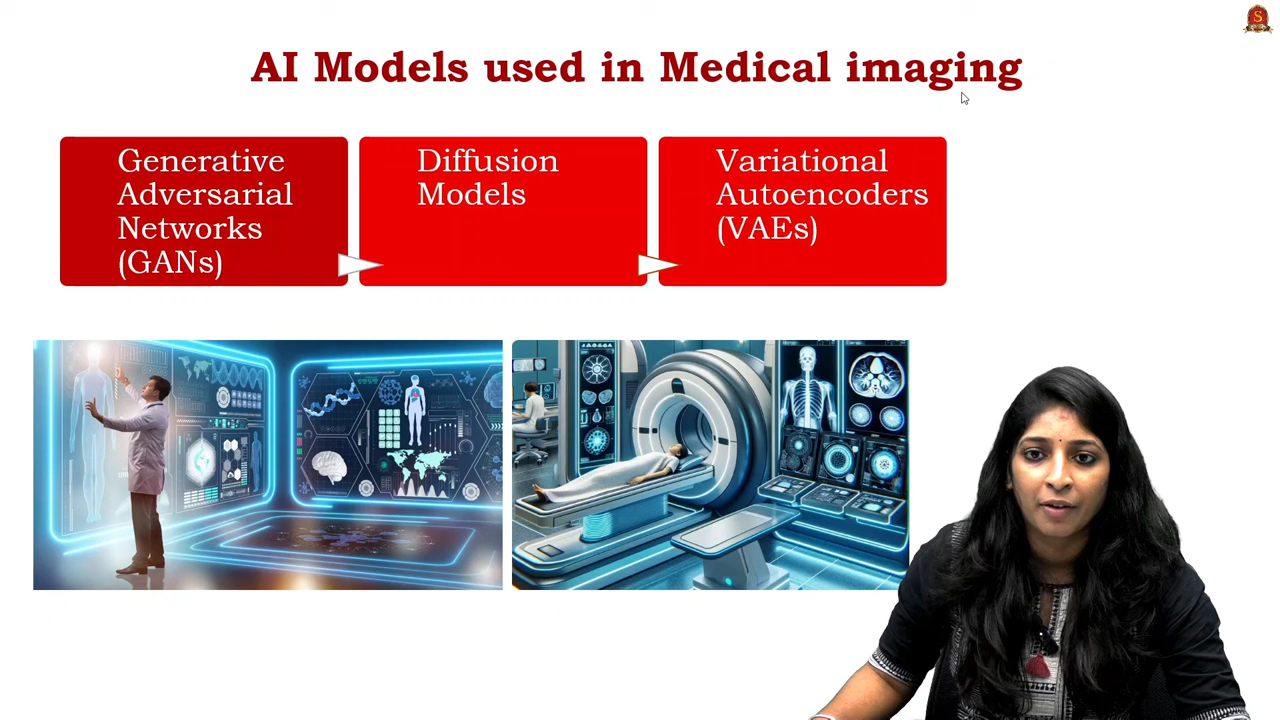 AI Models used in Medical imaging
Generative
Adversarial
Networks
(GANs)
Diffusion
Models
Variational
Autoencoders
(VAEs)
S